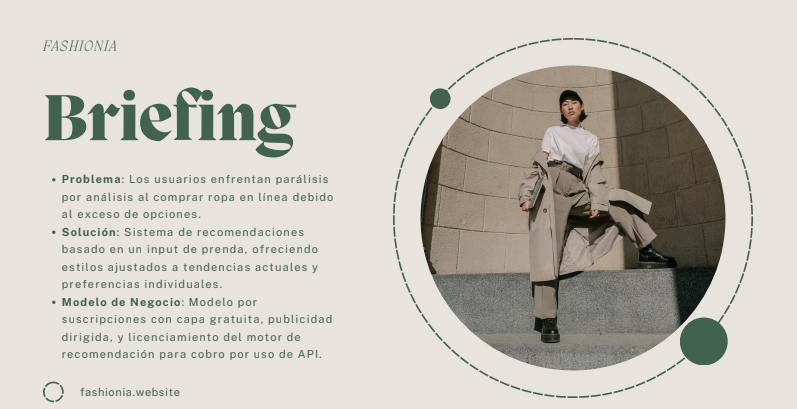 FASHIONIA
Briefing
• Problema: Los usuarios enfrentan parálisis
por análisis al comprar ropa en línea debido
al exceso de opciones.
• Solución: Sistema de recomendaciones
basado en un input de prenda, ofreciendo
estilos ajustados a tendencias actuales y
preferencias individuales.
• Modelo de Negocio: Modelo por
suscripciones con capa gratuita, publicidad
dirigida, y licenciamiento del motor de
recomendación para cobro por uso de API.
fashionia.website